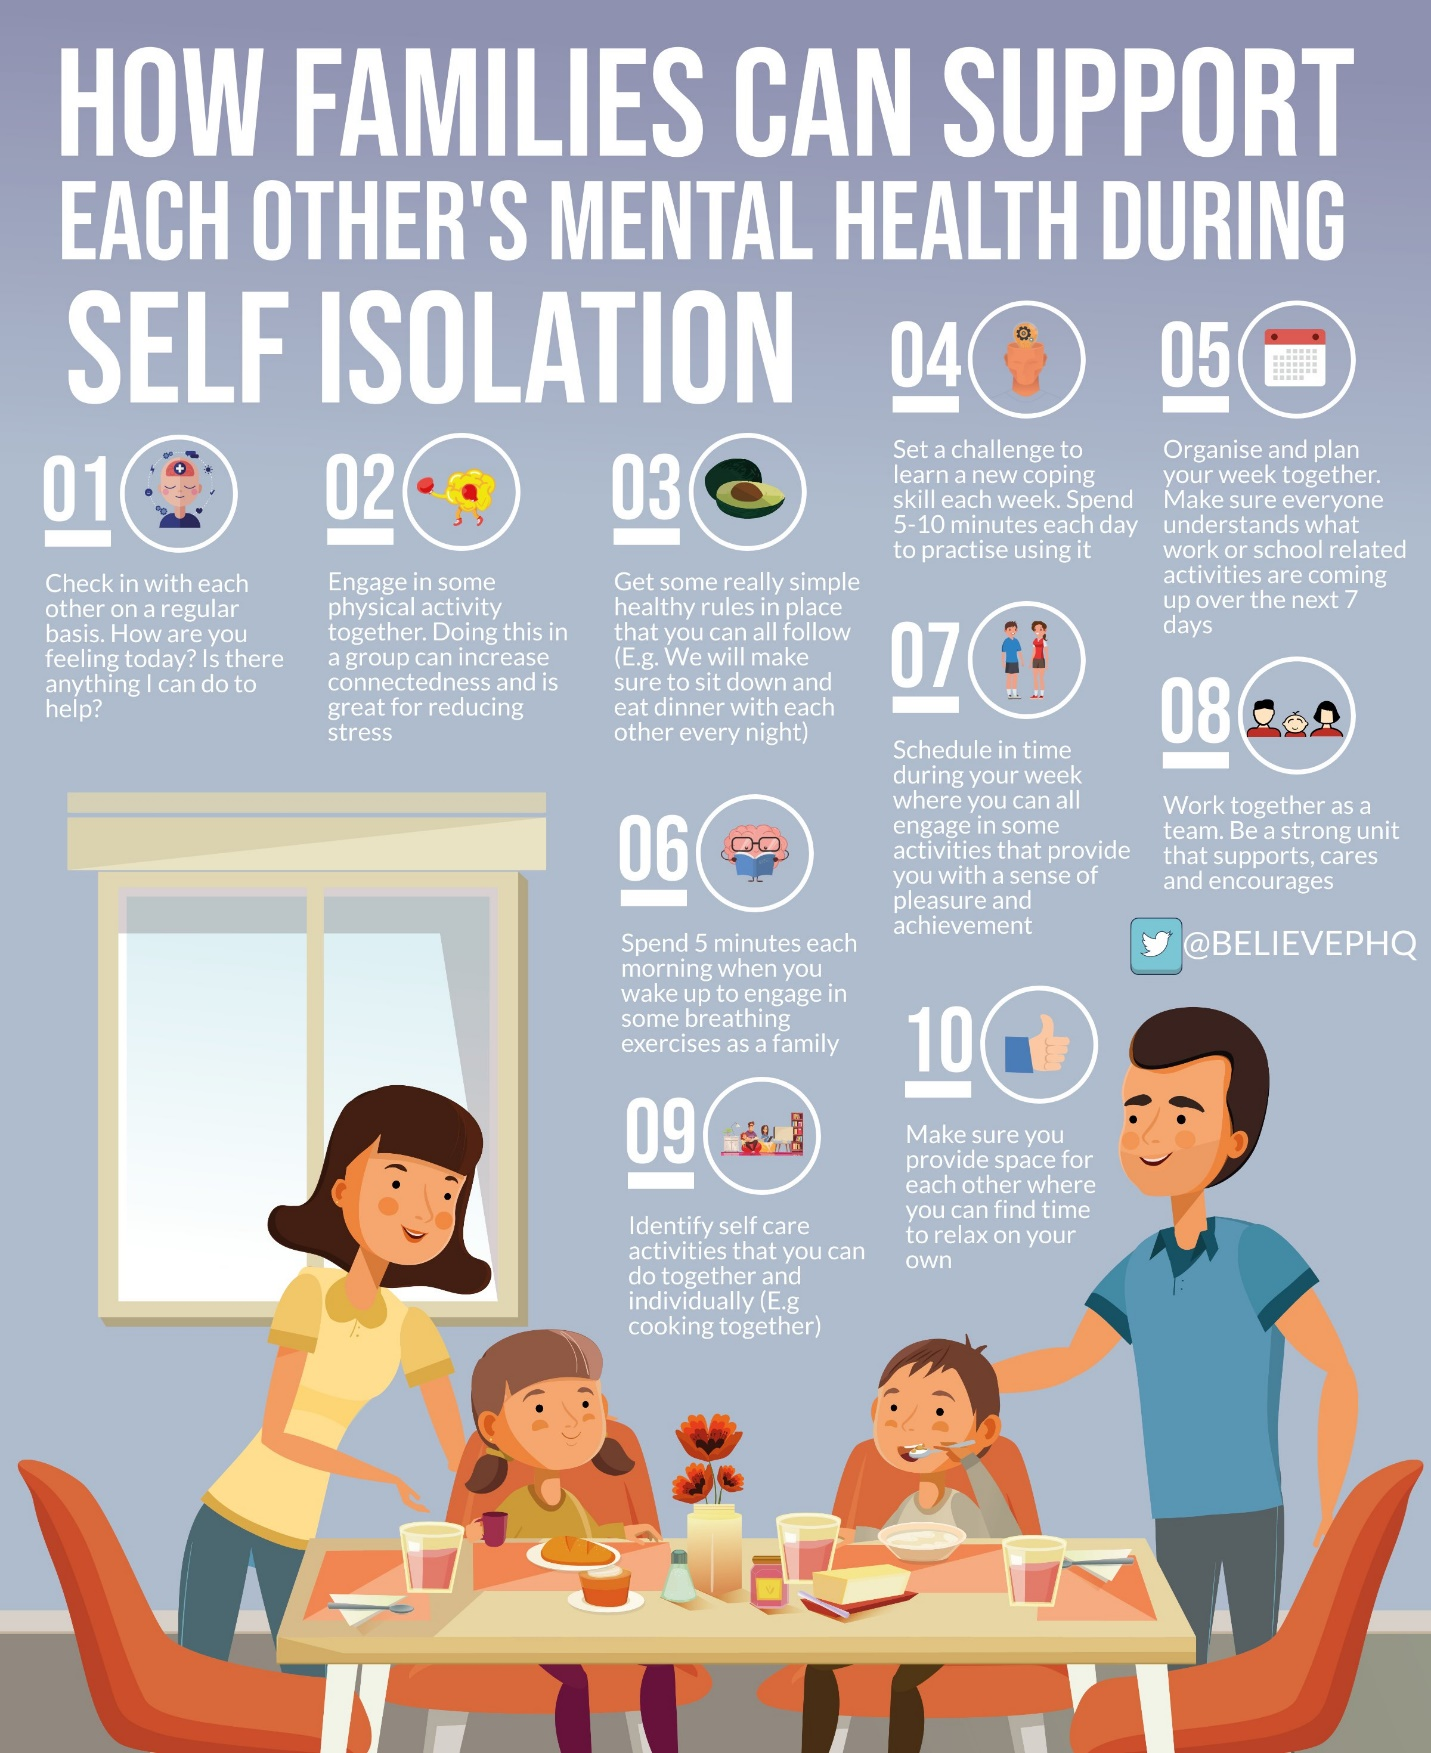 HOW FAMILIES CAN SUPPORT
EACH OTHER'S MENTAL HEALTH DURING
SELF ISOLATION
01
Check in with each
other on a regular
basis. How are you
feeling today? Is there
anything I can do to
help?
02
Engage in some
physical activity
together. Doing this in
a group can increase
connectedness and is
great for reducing
stress
03
Get some really simple
healthy rules in place
that you can all follow
(E.g. We will make
sure to sit down and
eat dinner with each
other every night)
04
Set a challenge to
learn a new coping
skill each week. Spend
5-10 minutes each day
to practise using it
05
Organise and plan
your week together.
Make sure everyone
understands what
work or school related
activities are coming
up over the next 7
days
06
Spend 5 minutes each
morning when you
wake up to engage in
some breathing
exercises as a family
07
Schedule in time
during your week
where you can all
engage in some
activities that provide
you with a sense of
pleasure and
achievement
08
Work together as a
team. Be a strong unit
that supports, cares
and encourages
@BELIEVEPHQ
09
Identify self care
activities that you can
do together and
individually (E.g
cooking together)
10
Make sure you
provide space for
each other where
you can find time
to relax on your
own